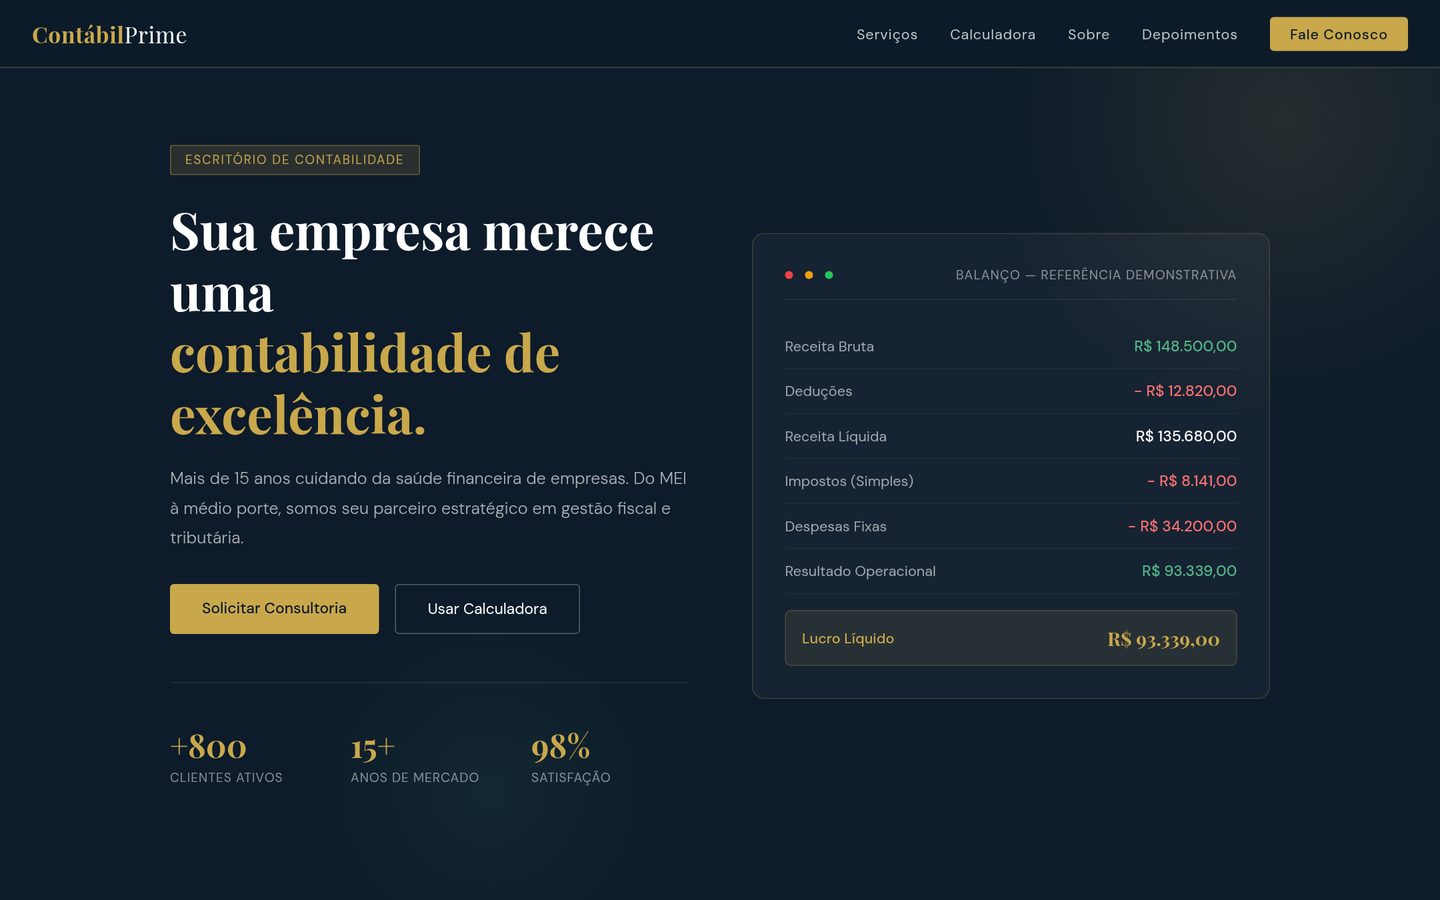 ContábilPrime
Serviços
Calculadora
Sobre
Depoimentos
Fale Conosco
ESCRITÓRIO DE CONTABILIDADE
Sua empresa merece
uma
contabilidade de
excelência.
Mais de 15 anos cuidando da saúde financeira de empresas. Do MEI
à médio porte, somos seu parceiro estratégico em gestão fiscal e
tributária.
Solicitar Consultoria
Usar Calculadora
+800
CLIENTES ATIVOS
15+
ANOS DE MERCADO
98%
SATISFAÇÃO
BALANÇO — REFERÊNCIA DEMONSTRATIVA
Receita Bruta R$ 148.500,00
Deduções − R$ 12.820,00
Receita Líquida R$ 135.680,00
Impostos (Simples) − R$ 8.141,00
Despesas Fixas − R$ 34.200,00
Resultado Operacional R$ 93.339,00
Lucro Líquido R$ 93.339,00